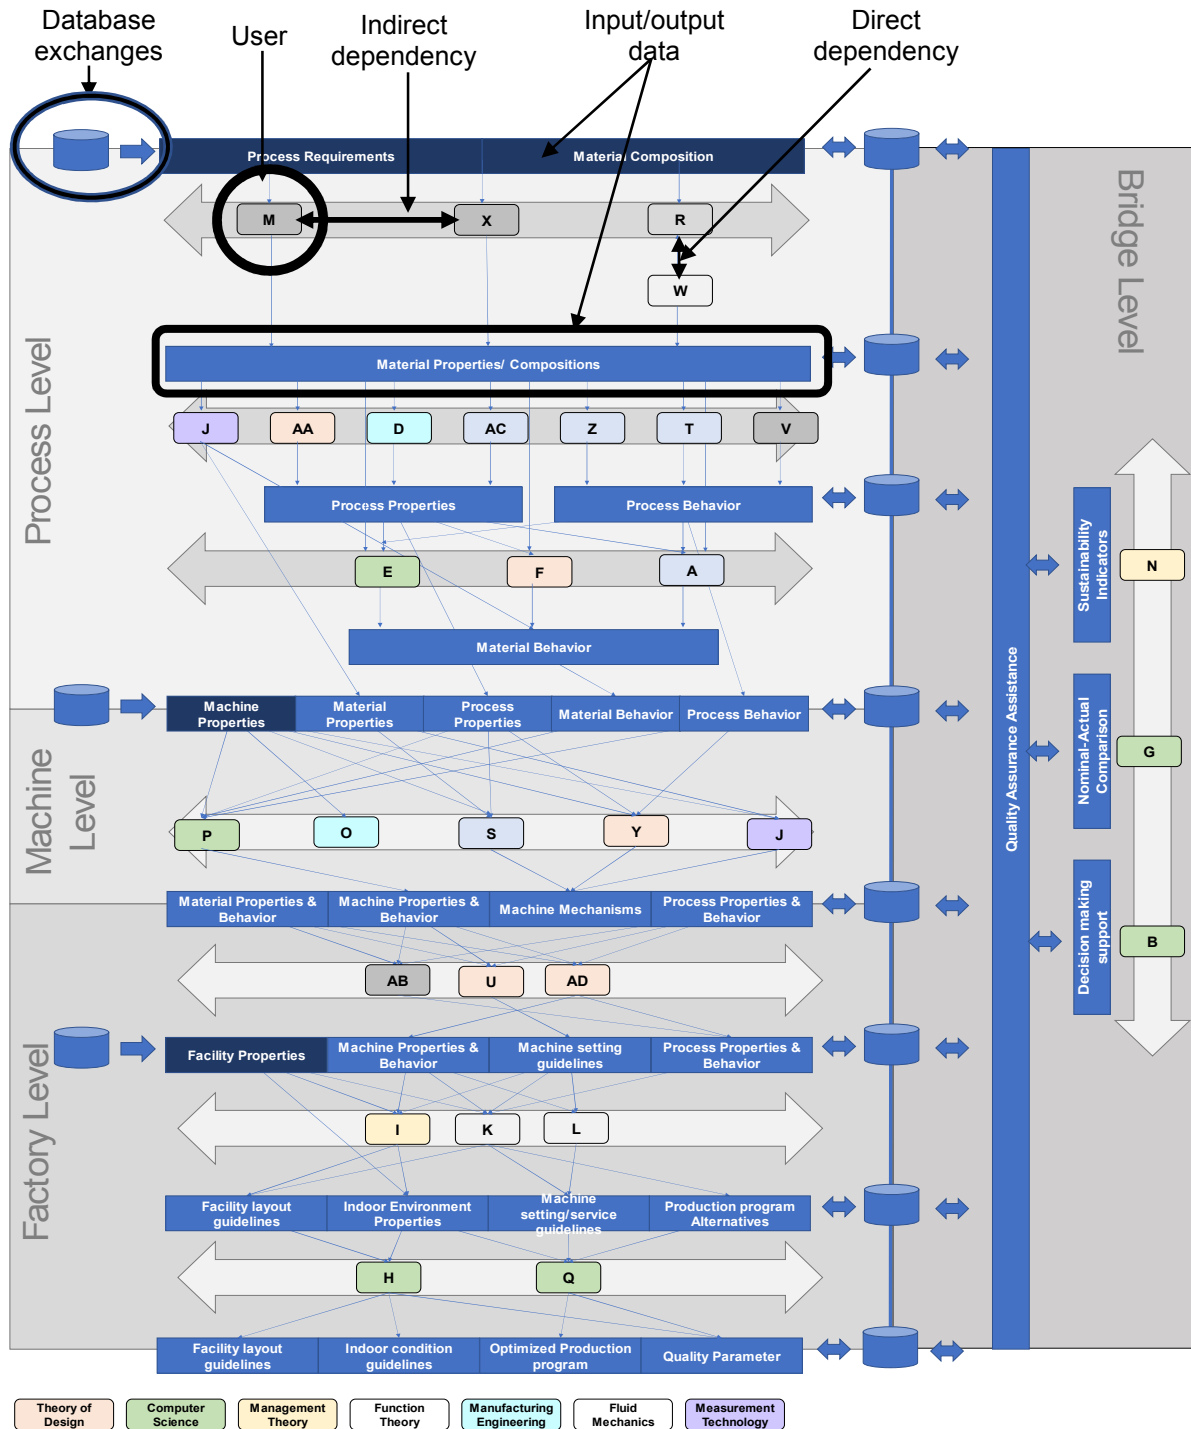 Database
exchanges
User
Indirect
dependency
Input/output
data
Direct
dependency
Process Requirements
Material Composition
M
X
R
W
Material Properties/ Compositions
J
AA
D
AC
Z
T
V
Process Properties
Process Behavior
E
F
A
Material Behavior
Process Level
Machine
Properties
Material
Properties
Process
Properties
Material Behavior
Process Behavior
P
O
S
Y
J
Machine
Level
Material Properties &
Behavior
Machine Properties &
Behavior
Machine Mechanisms
Process Properties &
Behavior
AB
U
AD
Facility Properties
Machine Properties &
Behavior
Machine setting
guidelines
Process Properties &
Behavior
I
K
L
Factory Level
Facility layout
guidelines
Indoor Environment
Properties
Machine
setting/service
guidelines
Production program
Alternatives
H
Q
Facility layout
guidelines
Indoor condition
guidelines
Optimized Production
program
Quality Parameter
Quality Assurance Assistance
Bridge Level
Sustainability
Indicators
N
Nominal-Actual
Comparison
G
Decision making
support
B
Theory of
Design
Computer
Science
Management
Theory
Function
Theory
Manufacturing
Engineering
Fluid
Mechanics
Measurement
Technology